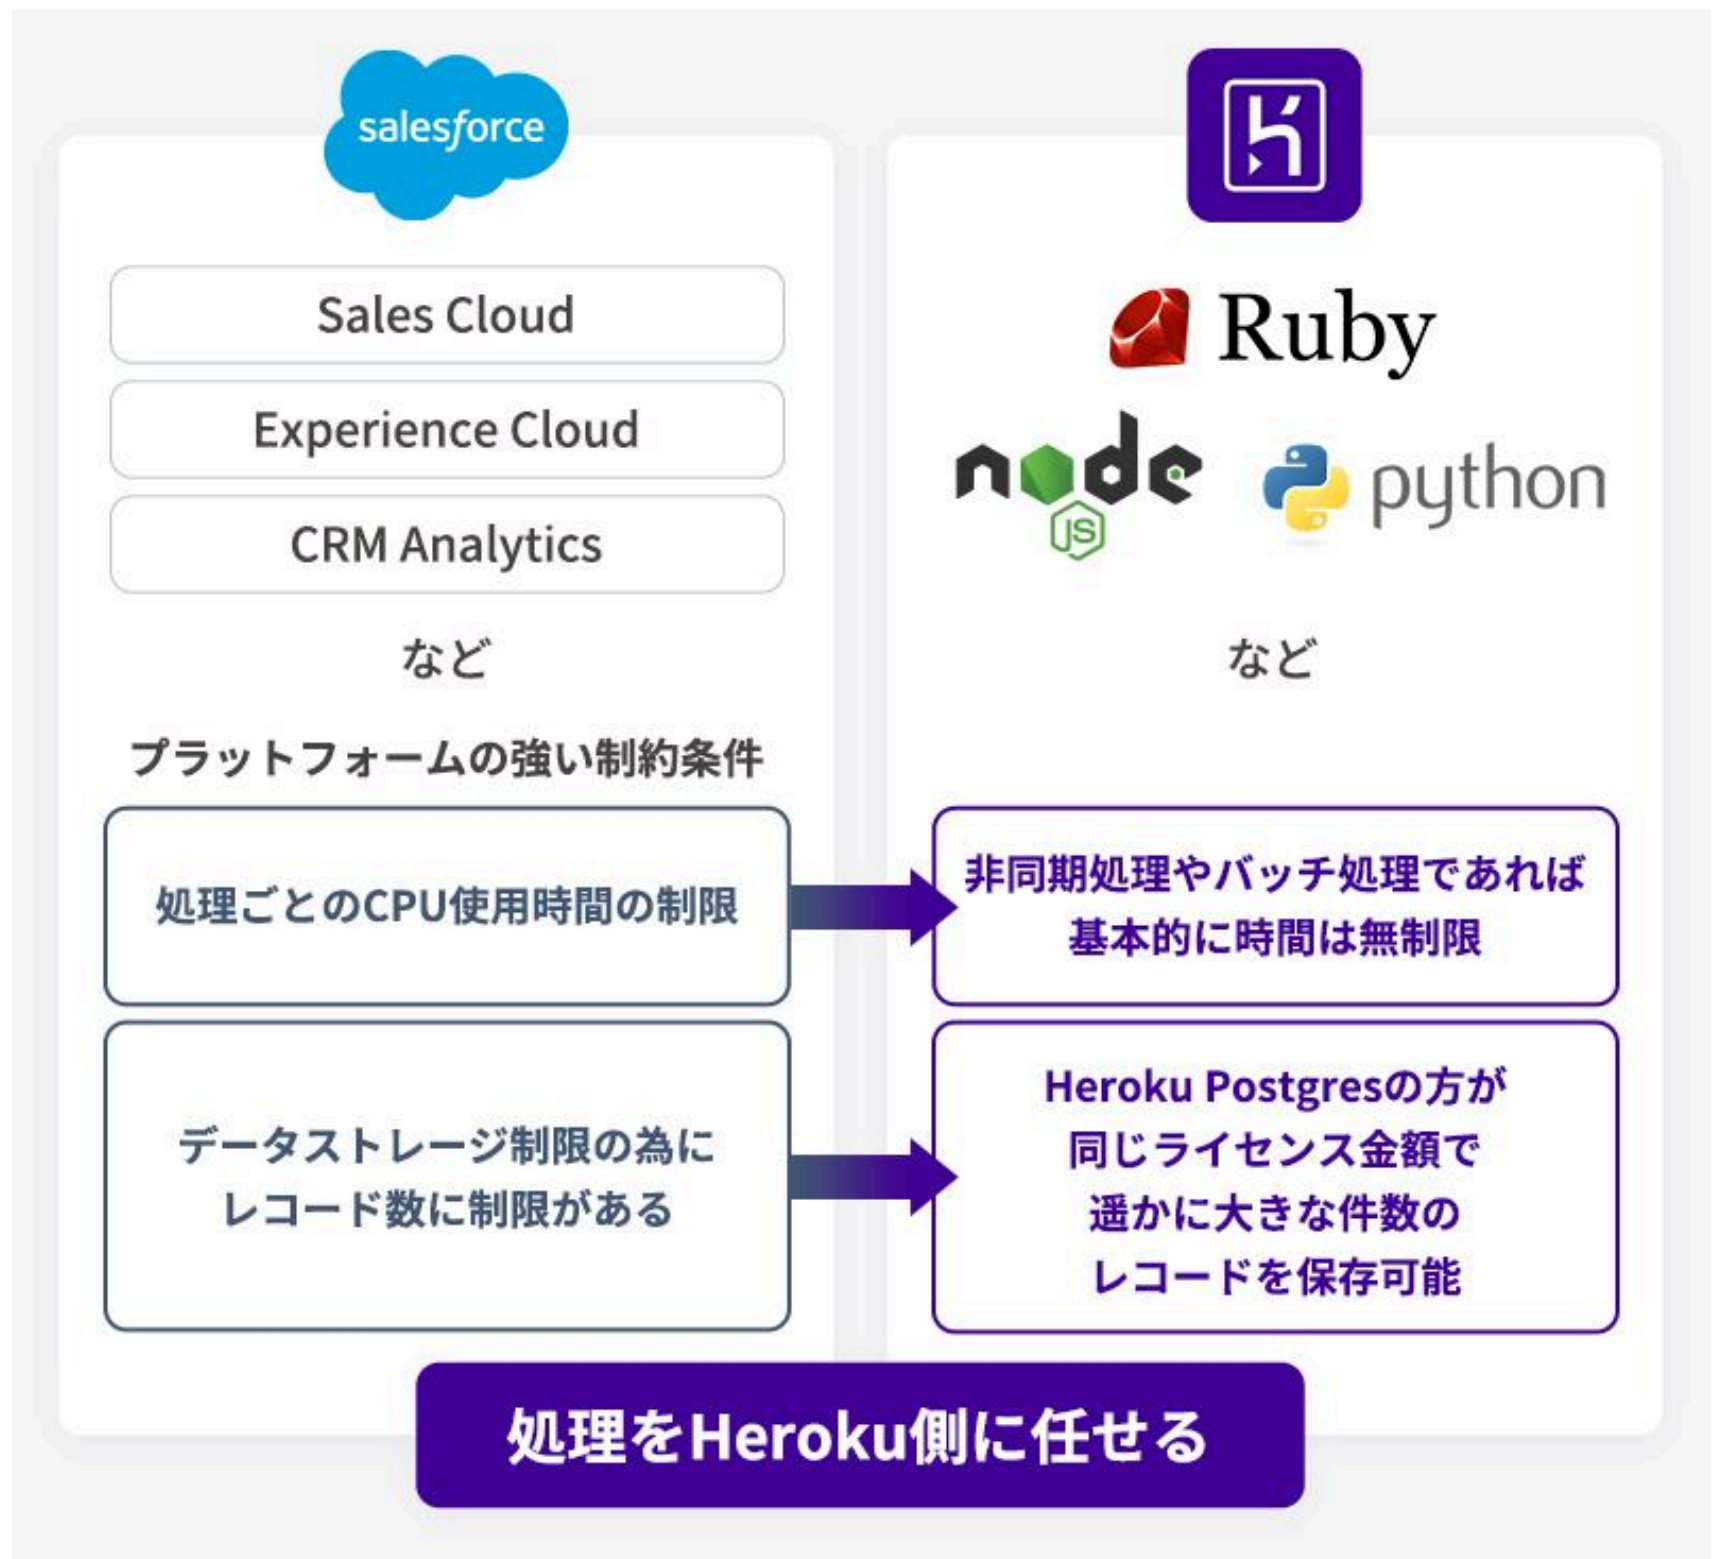 salesforce
Sales Cloud
Experience Cloud
CRM Analytics
など
プラットフォームの強い制約条件
処理ごとのCPU使用時間の制限
データストレージ制限の為に
レコード数に制限がある
Ruby
node
JS
python
など
非同期処理やバッチ処理であれば
基本的に時間は無制限
Heroku Postgresの方が
同じライセンス金額で
遥かに大きな件数の
レコードを保存可能
処理をHeroku側に任せる